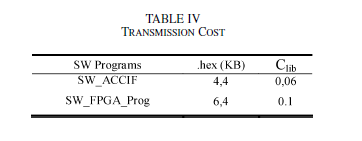 TABLE IV
TRANSMISSION COST
SW Programs .hex (KB) Clib
SW_ACCIF 4,4 0,06
SW_FPGA_Prog 6,4 0.1